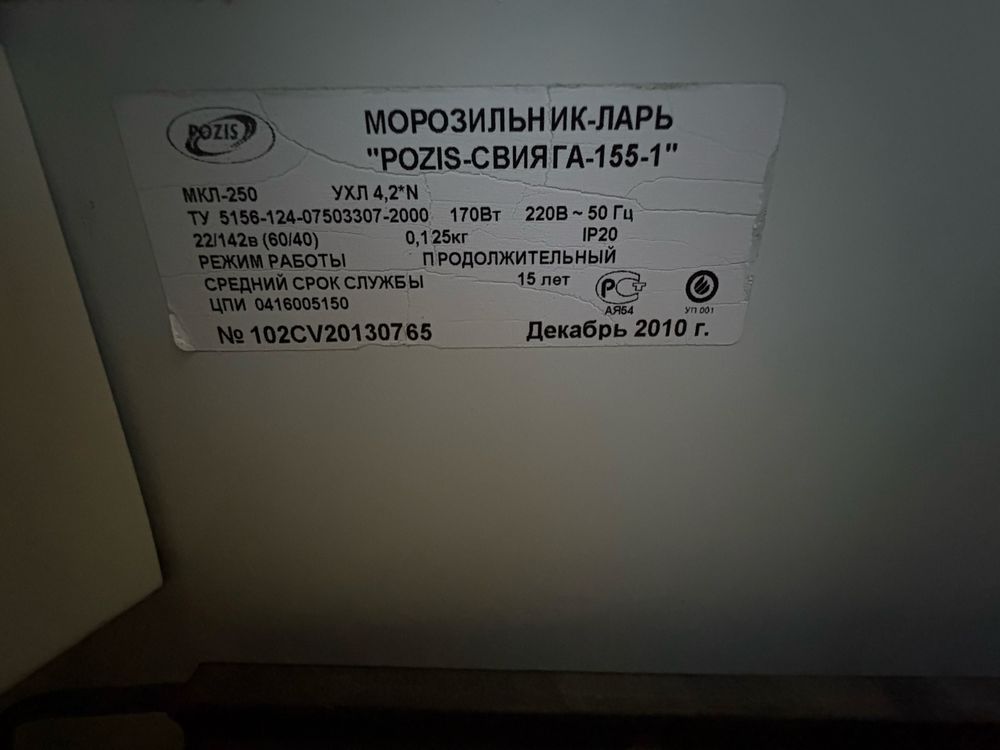 POZIS
МОРОЗИЛЬНИК-ЛАРЬ
"POZIS-СВИЯГА-155-1"
МКЛ-250 УХЛ 4,2*N
ТУ 5156-124-07503307-2000 170Вт 220В ~ 50 Гц
22/142в (60/40) 0,125кг IP20
РЕЖИМ РАБОТЫ ПРОДОЛЖИТЕЛЬНЫЙ
СРЕДНИЙ СРОК СЛУЖБЫ 15 лет
ЦПИ 0416005150
АЯ54 УП 001
№ 102CV20130765 Декабрь 2010 г.